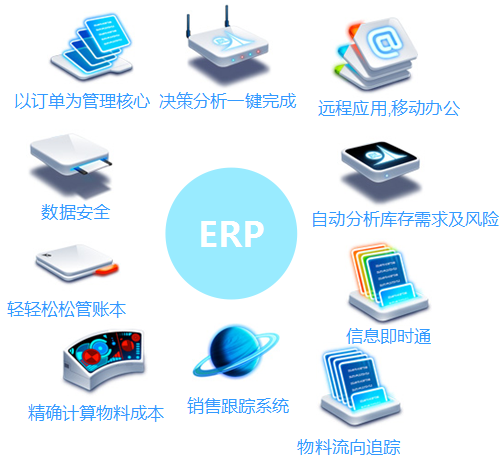 以订单为管理核心
决策分析一键完成
远程应用,移动办公
数据安全
自动分析库存需求及风险
ERP
轻轻松松管账本
信息即时通
精确计算物料成本
销售跟踪系统
物料流向追踪